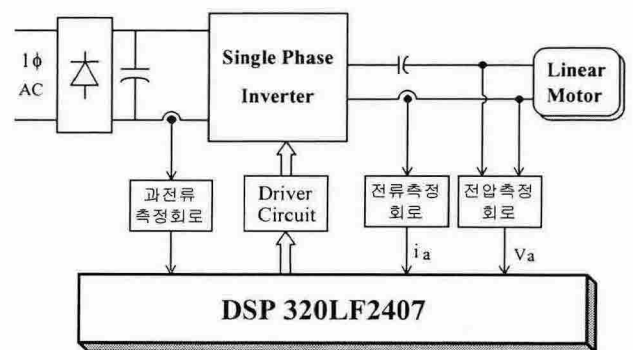 1ϕ
AC
Single Phase
Inverter
Linear
Motor
과전류
측정회로
Driver
Circuit
전류측정
회로
전압측정
회로
ia
Va
DSP 320LF2407